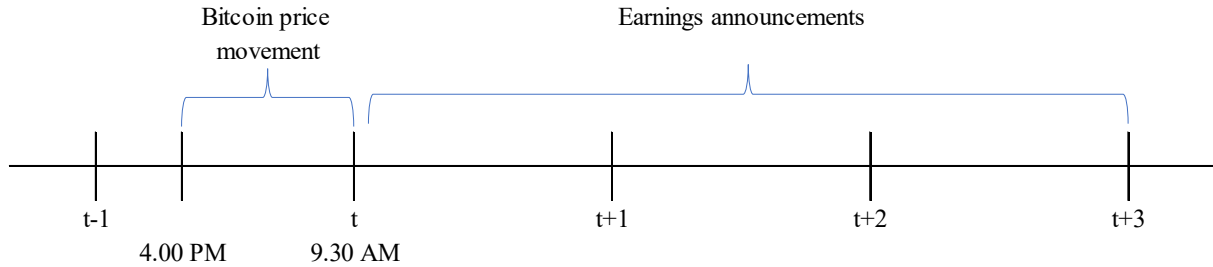 Bitcoin price
movement
Earnings announcements
t-1
t
t+1
t+2
t+3
4.00 PM
9.30 AM